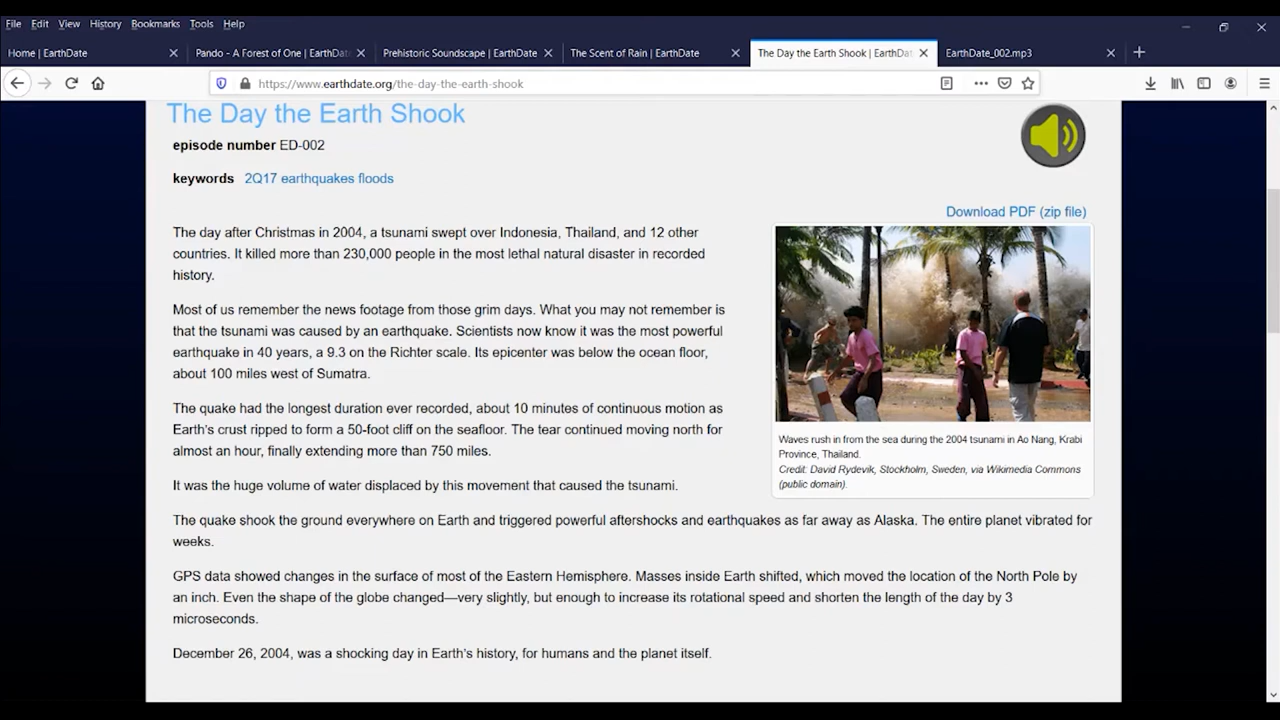 File Edit View History Bookmarks Tools Help
Home | EarthDate
Pando - A Forest of One | EarthDat
Prehistoric Soundscape | EarthDate
The Scent of Rain | EarthDate
The Day the Earth Shook | EarthDat
EarthDate_002.mp3
https://www.earthdate.org/the-day-the-earth-shook
The Day the Earth Shook
episode number ED-002
keywords 2Q17 earthquakes floods
Download PDF (zip file)
The day after Christmas in 2004, a tsunami swept over Indonesia, Thailand, and 12 other
countries. It killed more than 230,000 people in the most lethal natural disaster in recorded
history.
Most of us remember the news footage from those grim days. What you may not remember is
that the tsunami was caused by an earthquake. Scientists now know it was the most powerful
earthquake in 40 years, a 9.3 on the Richter scale. Its epicenter was below the ocean floor,
about 100 miles west of Sumatra.
The quake had the longest duration ever recorded, about 10 minutes of continuous motion as
Earth's crust ripped to form a 50-foot cliff on the seafloor. The tear continued moving north for
almost an hour, finally extending more than 750 miles.
It was the huge volume of water displaced by this movement that caused the tsunami.
Waves rush in from the sea during the 2004 tsunami in Ao Nang, Krabi
Province, Thailand.
Credit: David Rydevik, Stockholm, Sweden, via Wikimedia Commons
(public domain).
The quake shook the ground everywhere on Earth and triggered powerful aftershocks and earthquakes as far away as Alaska. The entire planet vibrated for
weeks.
GPS data showed changes in the surface of most of the Eastern Hemisphere. Masses inside Earth shifted, which moved the location of the North Pole by
an inch. Even the shape of the globe changed—very slightly, but enough to increase its rotational speed and shorten the length of the day by 3
microseconds.
December 26, 2004, was a shocking day in Earth's history, for humans and the planet itself.